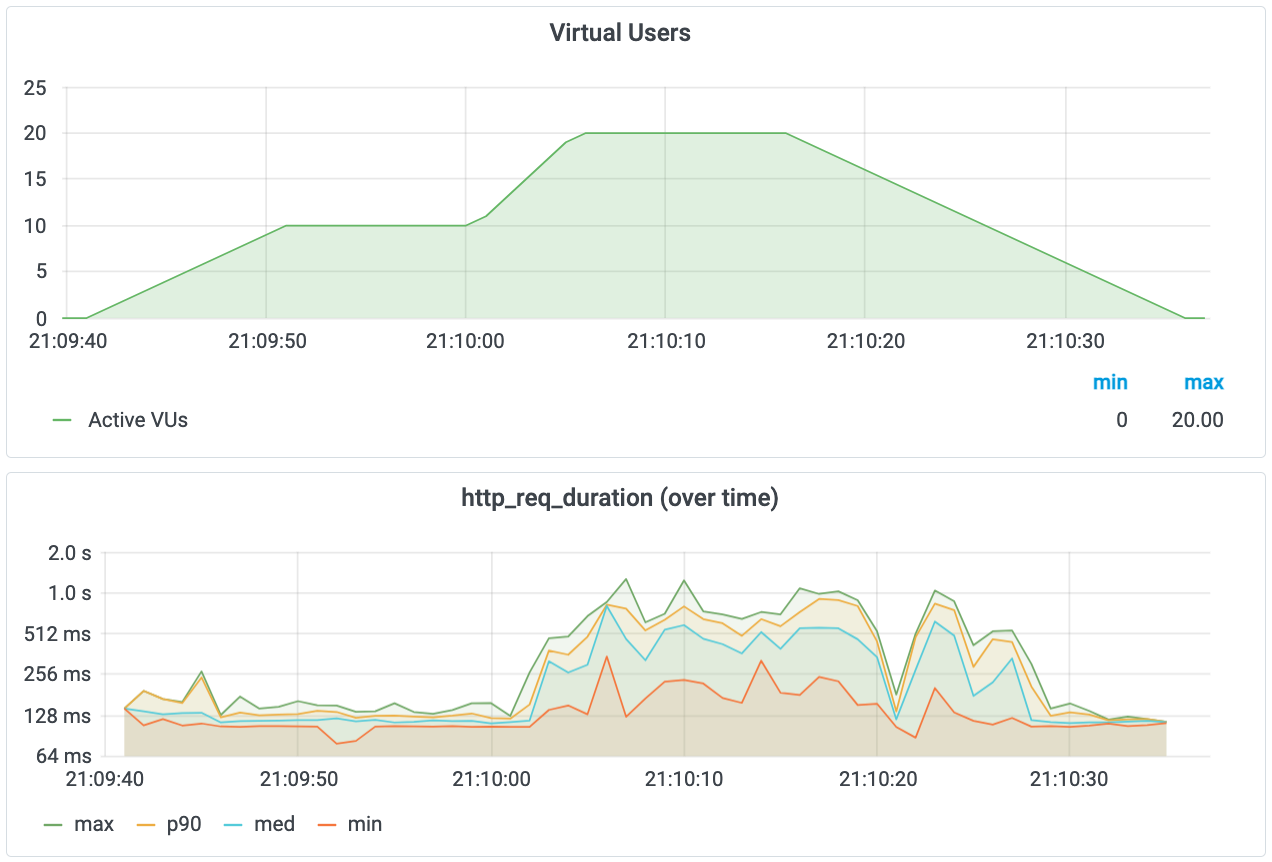 Virtual Users
25
20
15
10
5
0
21:09:40 21:09:50 21:10:00 21:10:10 21:10:20 21:10:30
min max
Active VUs 0 20.00
http_req_duration (over time)
2.0 s
1.0 s
512 ms
256 ms
128 ms
64 ms
21:09:40 21:09:50 21:10:00 21:10:10 21:10:20 21:10:30
max p90 med min